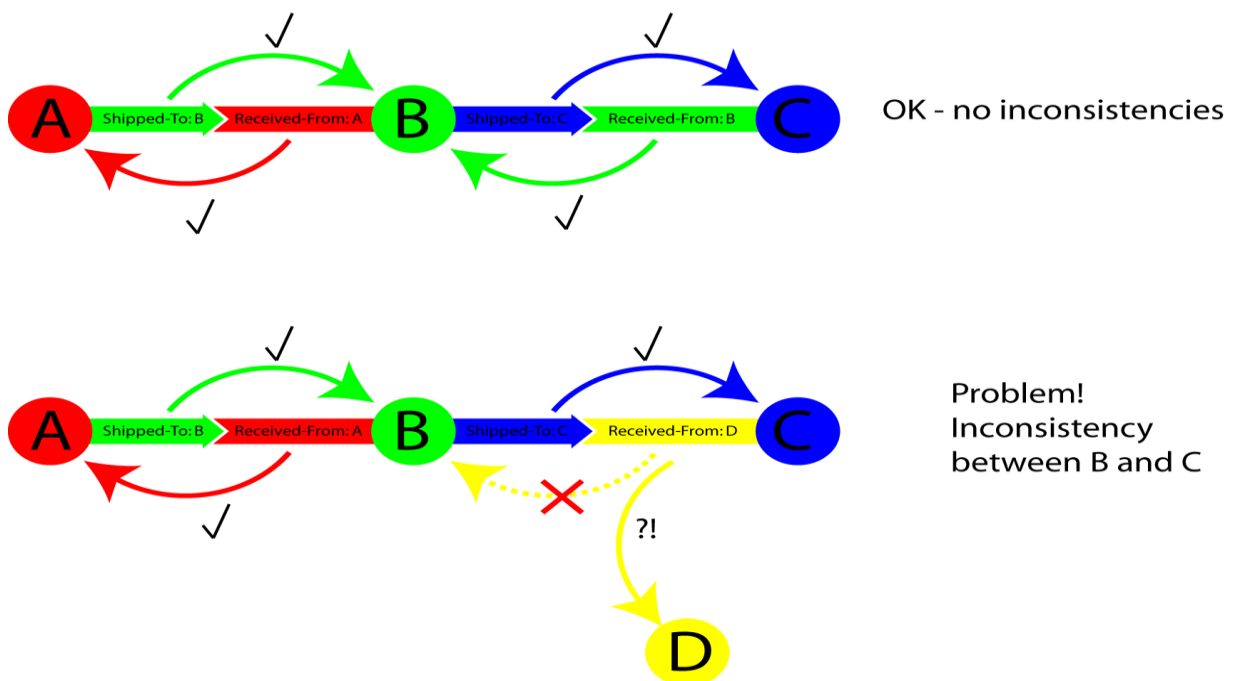 A
Shipped-To: B
Received-From: A
B
Shipped-To: C
Received-From: B
C
OK - no inconsistencies
A
Shipped-To: B
Received-From: A
B
Shipped-To: C
Received-From: D
C
Problem!
Inconsistency
between B and C
?!
D